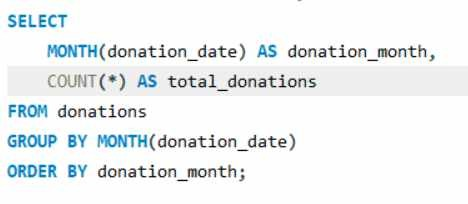 SELECT
    MONTH(donation_date) AS donation_month,
    COUNT(*) AS total_donations
FROM donations
GROUP BY MONTH(donation_date)
ORDER BY donation_month;